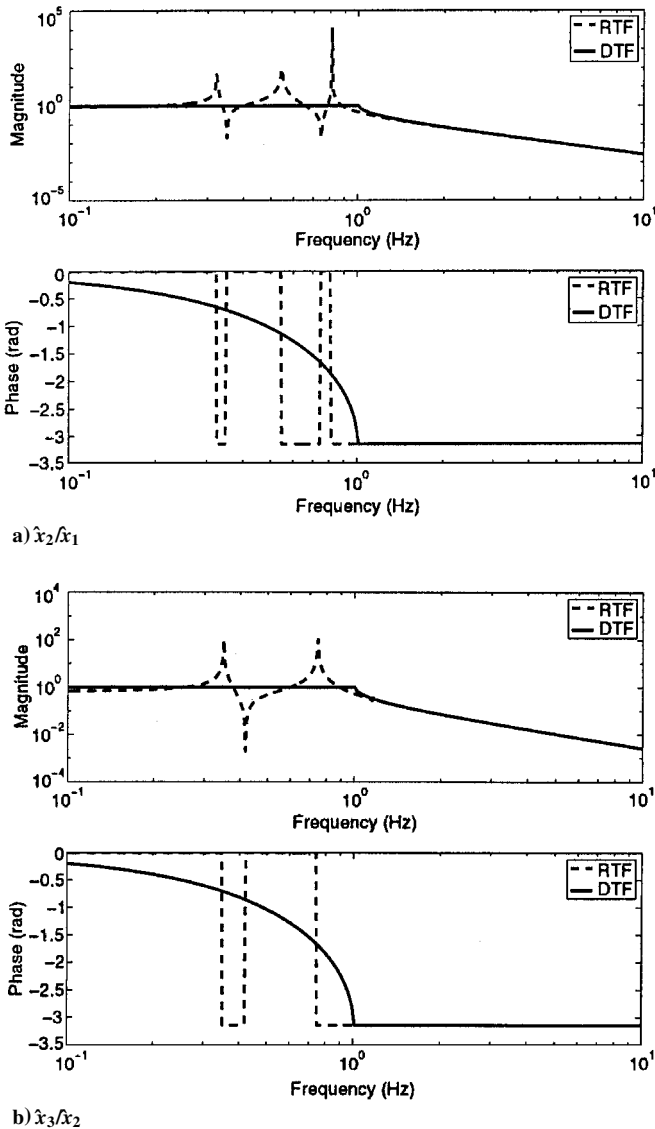 10^5
10^0
10^-5
Magnitude
RTF
DTF
10^-1
10^0
10^1
Frequency (Hz)
0
-0.5
-1
-1.5
-2
-2.5
-3
-3.5
Phase (rad)
RTF
DTF
10^-1
10^0
10^1
Frequency (Hz)
a) x̂2/x̂1
10^4
10^2
10^0
10^-2
10^-4
Magnitude
RTF
DTF
10^-1
10^0
10^1
Frequency (Hz)
0
-0.5
-1
-1.5
-2
-2.5
-3
-3.5
Phase (rad)
RTF
DTF
10^-1
10^0
10^1
Frequency (Hz)
b) x̂3/x̂2